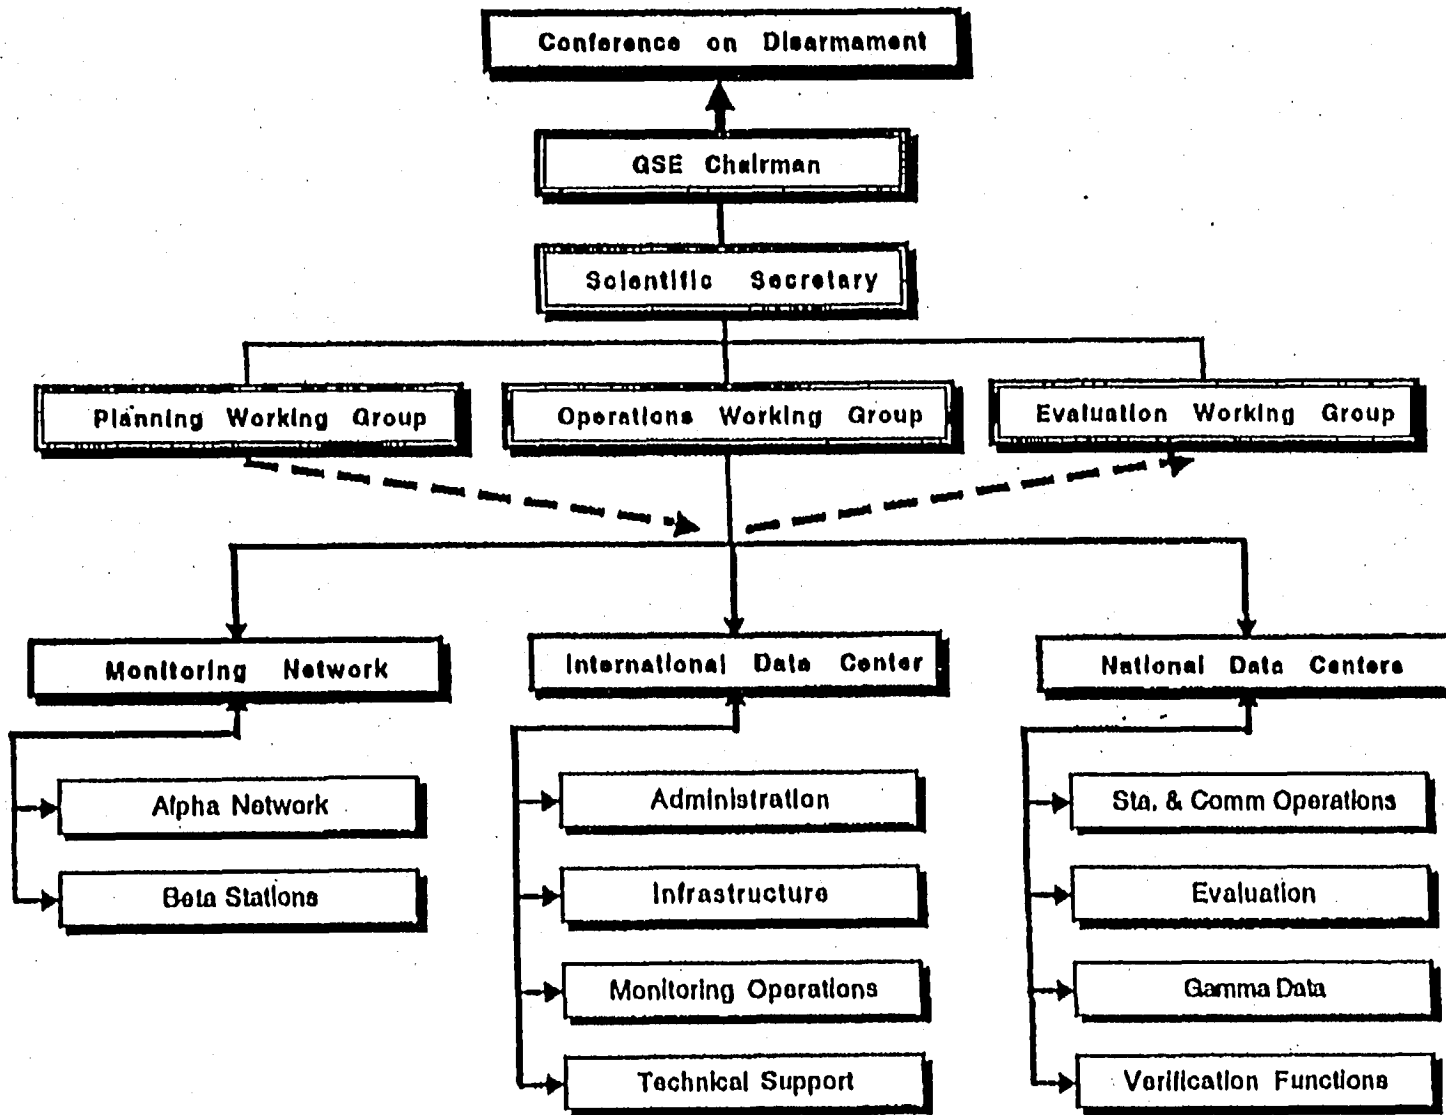 Conference on Disarmament
GSE Chairman
Scientific Secretary
Planning Working Group
Operations Working Group
Evaluation Working Group
Monitoring Network
International Data Center
National Data Centers
Alpha Network
Beta Stations
Administration
Infrastructure
Monitoring Operations
Technical Support
Sta. & Comm Operations
Evaluation
Gamma Data
Verification Functions